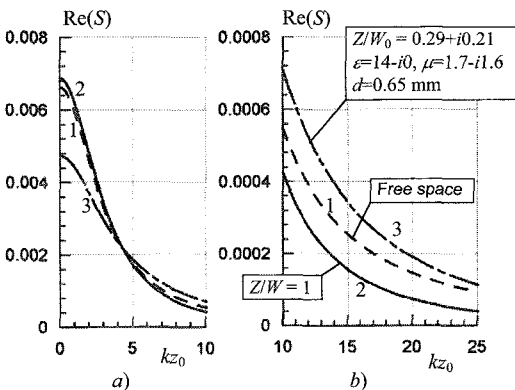 Re(S)
0.008
0.006
0.004
0.002
0
2
1
3
0 5 10
kz₀
a)
Re(S)
0.0008
0.0006
0.0004
0.0002
0
Z/W₀ = 0.29+i0.21
ε=14-i0, μ=1.7-i1.6
d=0.65 mm
Free space
1
3
Z/W = 1
2
10 15 20 25
kz₀
b)